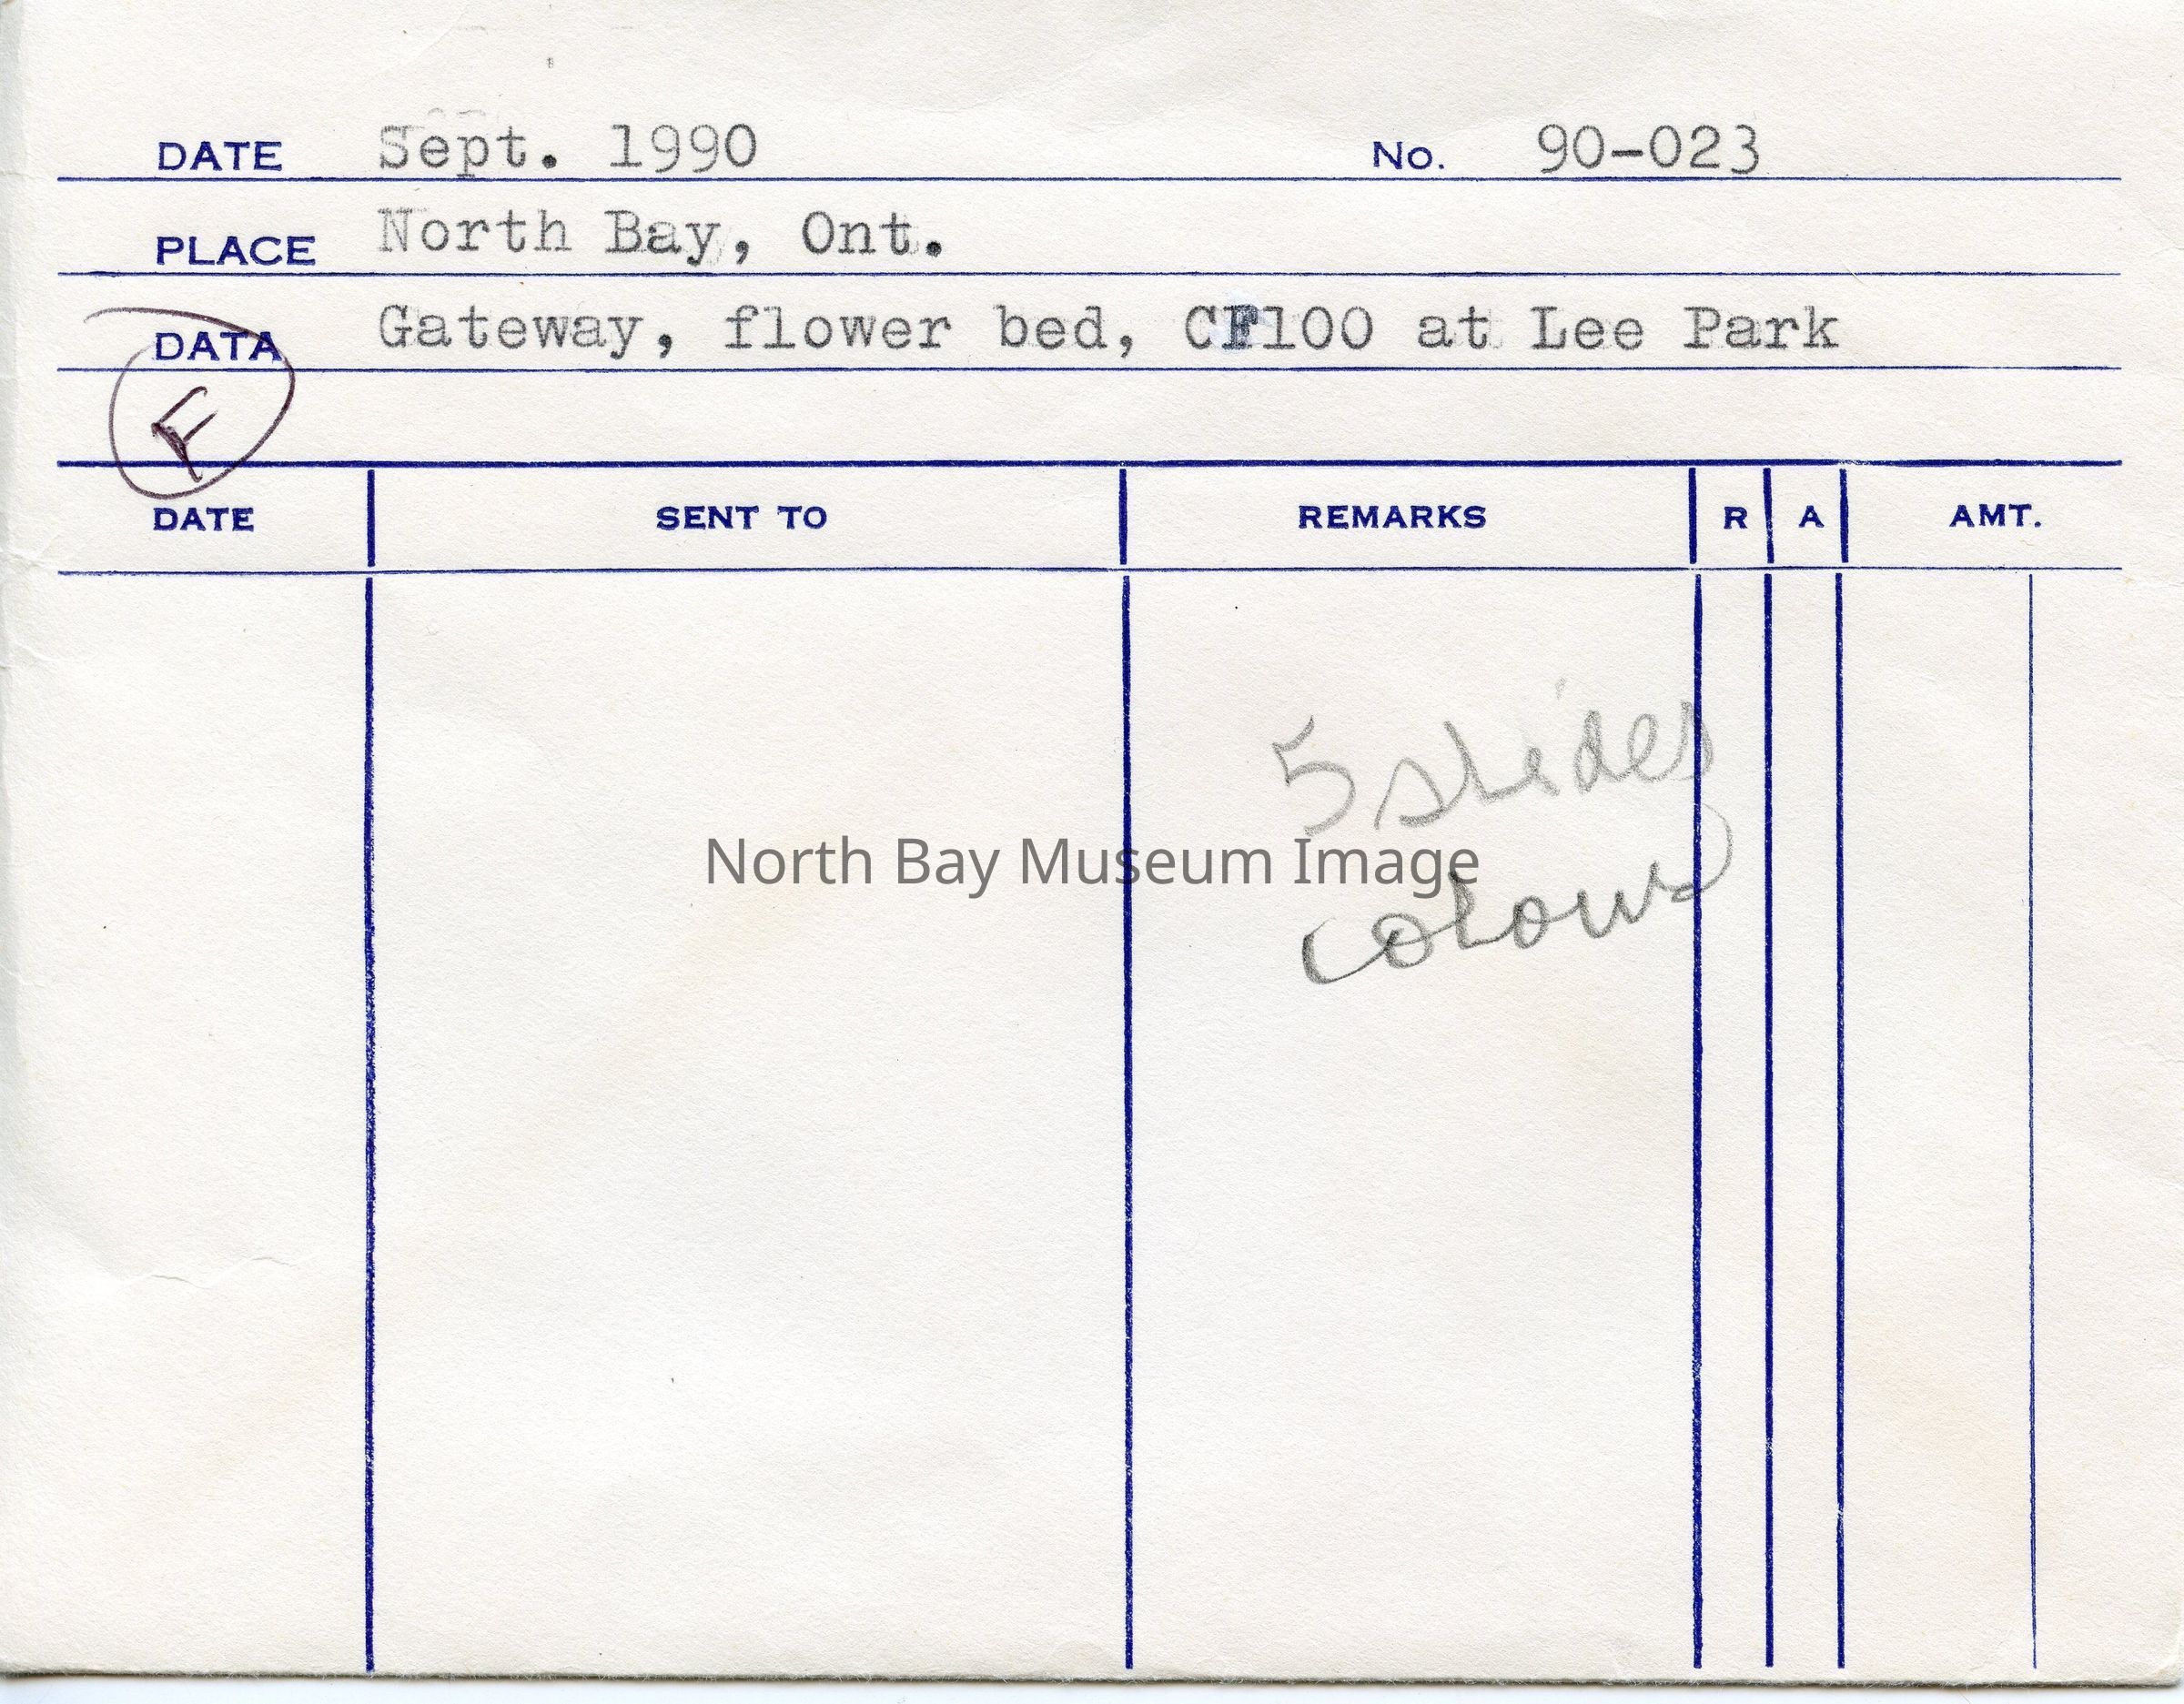 DATE Sept. 1990 No. 90-023
PLACE North Bay, Ont.
DATA Gateway, flower bed, CF100 at Lee Park
F
DATE SENT TO REMARKS R A AMT.
5 slides
North Bay Museum Image
colour